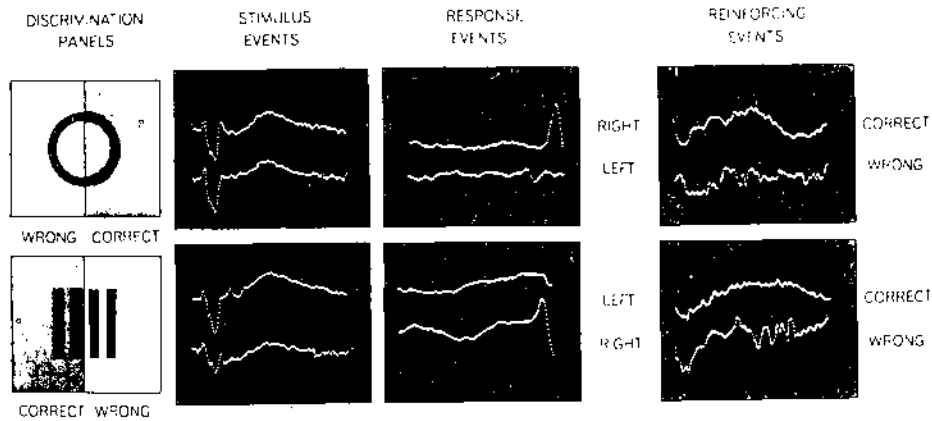 DISCRIMINATION
PANELS
STIMULUS
EVENTS
RESPONSE
EVENTS
REINFORCING
EVENTS
RIGHT
LEFT
CORRECT
WRONG
WRONG CORRECT
LEFT
RIGHT
CORRECT
WRONG
CORRECT WRONG